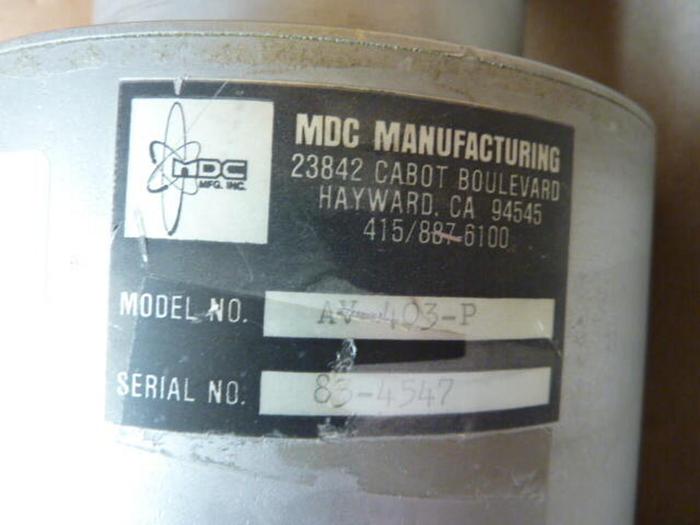 MDC
MFG. INC.
MDC MANUFACTURING
23842 CABOT BOULEVARD
HAYWARD, CA 94545
415/887-6100
MODEL NO. AV-403-P
SERIAL NO. 83-4547